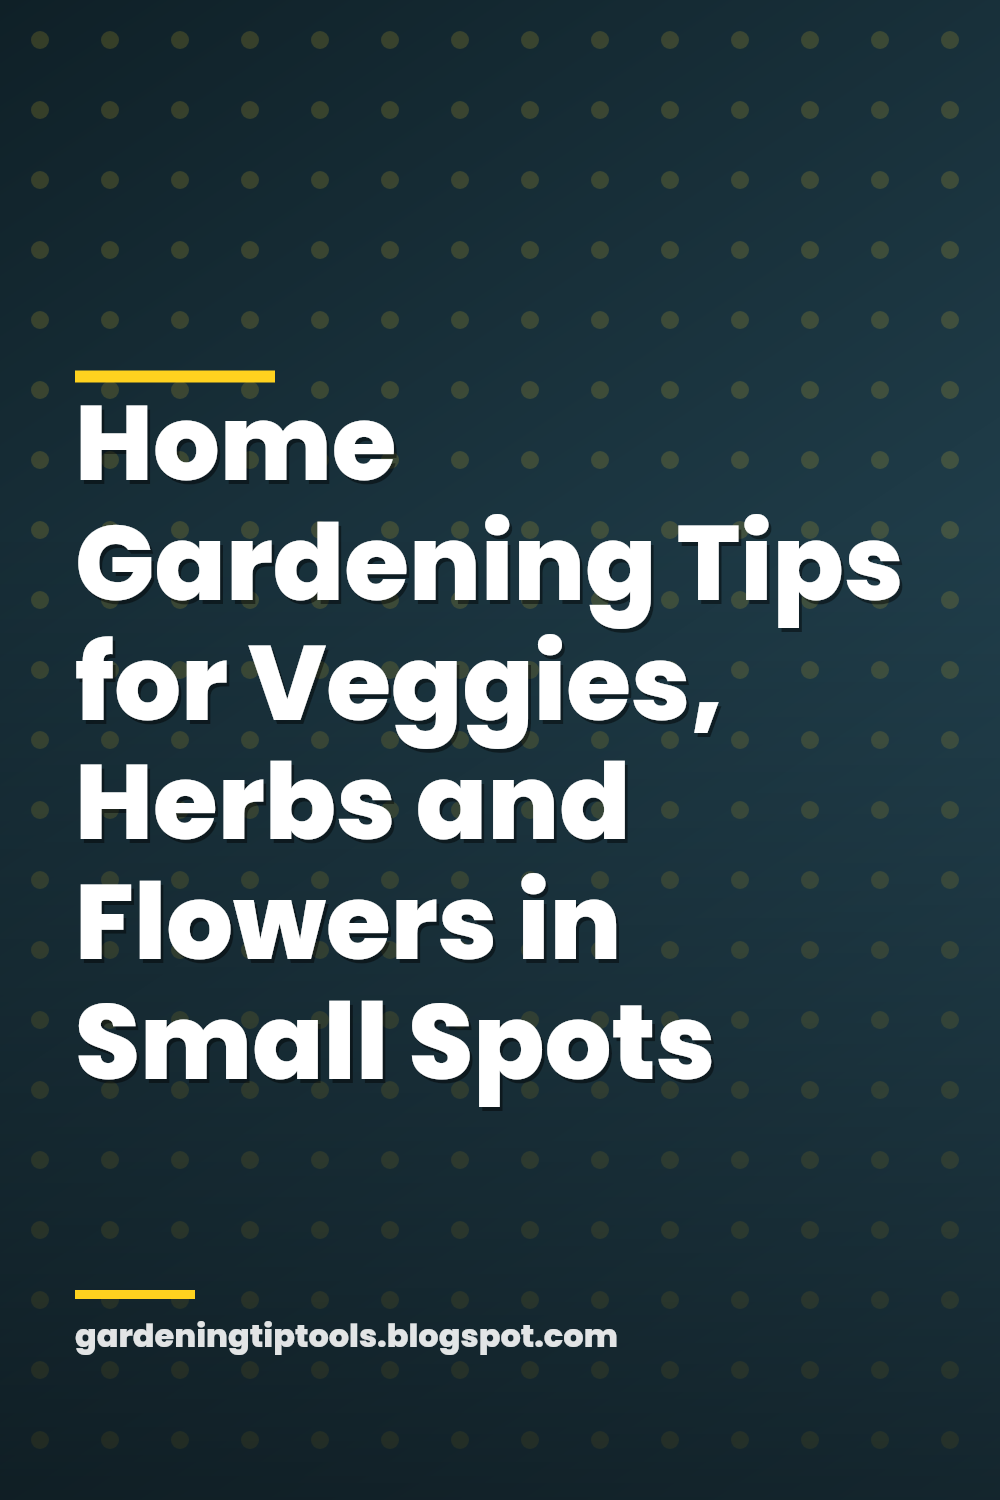 Home
Gardening Tips
for Veggies,
Herbs and
Flowers in
Small Spots
gardeningtiptools.blogspot.com